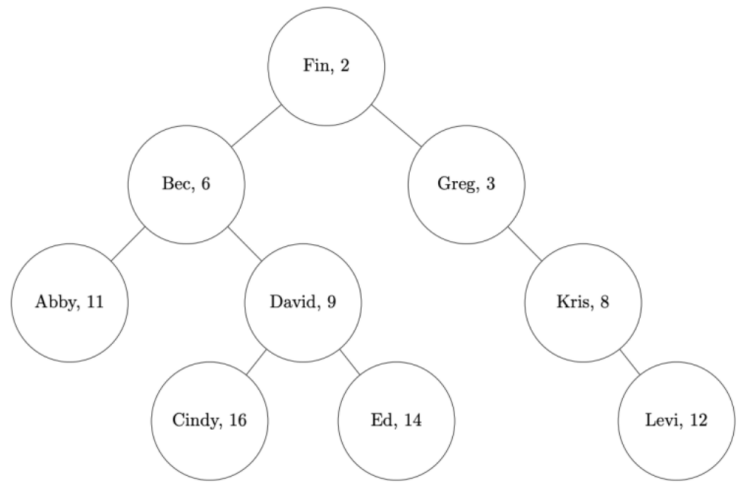 Fin, 2
Bec, 6
Greg, 3
Abby, 11
David, 9
Kris, 8
Cindy, 16
Ed, 14
Levi, 12